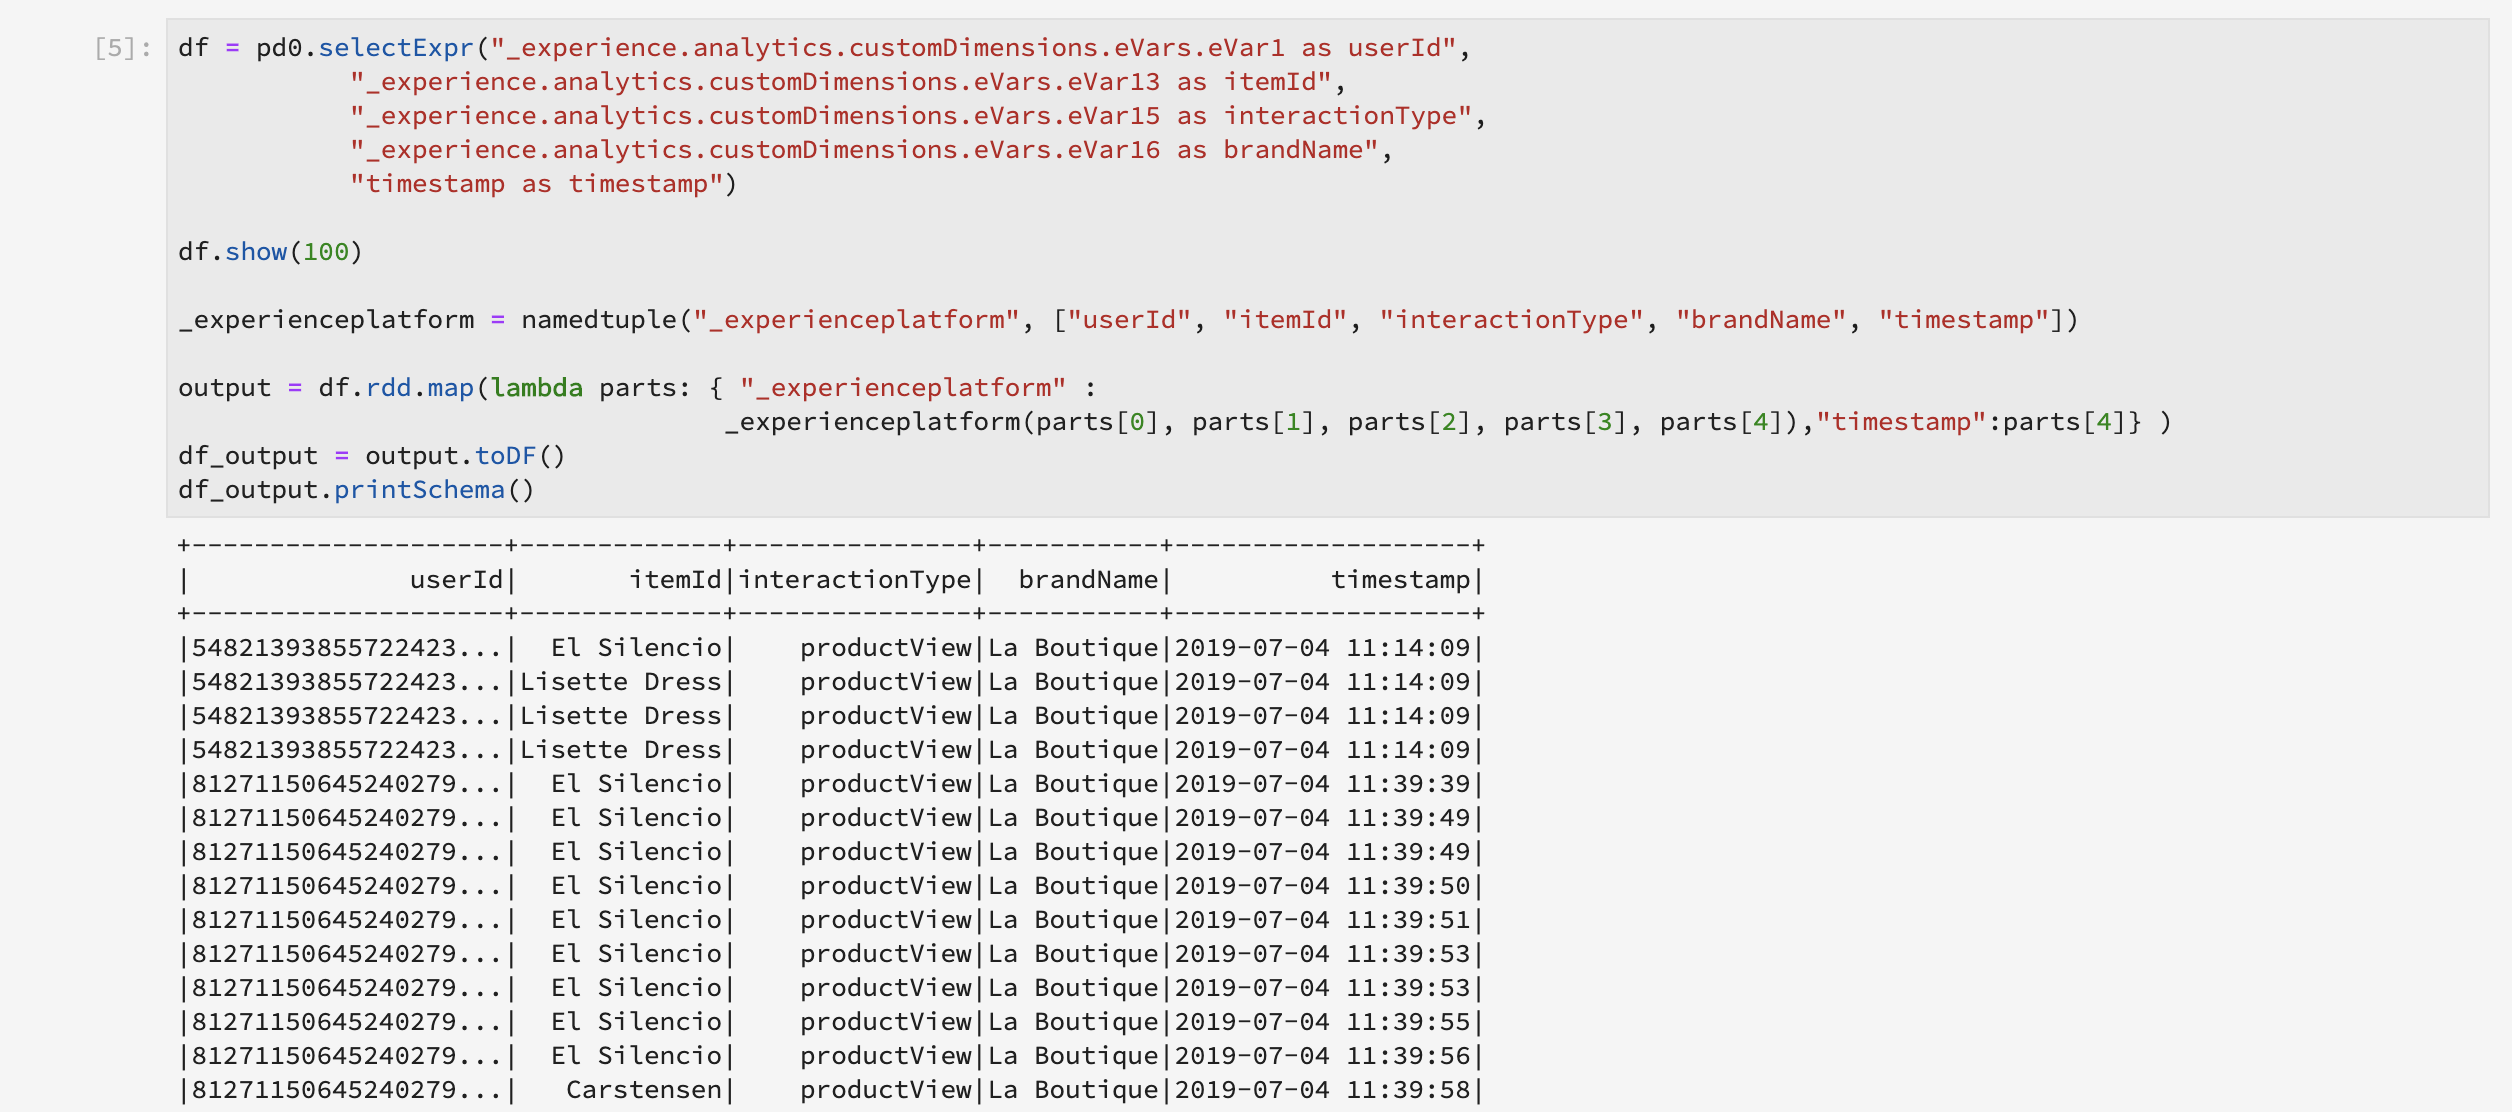 [5]: df = pd0.selectExpr("_experience.analytics.customDimensions.eVars.eVar1 as userId",
"_experience.analytics.customDimensions.eVars.eVar13 as itemId",
"_experience.analytics.customDimensions.eVars.eVar15 as interactionType",
"_experience.analytics.customDimensions.eVars.eVar16 as brandName",
"timestamp as timestamp")
df.show(100)
_experienceplatform = namedtuple("_experienceplatform", ["userId", "itemId", "interactionType", "brandName", "timestamp"])
output = df.rdd.map(lambda parts: { "_experienceplatform" :
_experienceplatform(parts[0], parts[1], parts[2], parts[3], parts[4]),"timestamp":parts[4]} )
df_output = output.toDF()
df_output.printSchema()
+--------------------+-------------+---------------+-----------+-------------------+
|              userId|       itemId|interactionType|  brandName|          timestamp|
+--------------------+-------------+---------------+-----------+-------------------+
|54821393855722423...|  El Silencio|    productView|La Boutique|2019-07-04 11:14:09|
|54821393855722423...|Lisette Dress|    productView|La Boutique|2019-07-04 11:14:09|
|54821393855722423...|Lisette Dress|    productView|La Boutique|2019-07-04 11:14:09|
|54821393855722423...|Lisette Dress|    productView|La Boutique|2019-07-04 11:14:09|
|81271150645240279...|  El Silencio|    productView|La Boutique|2019-07-04 11:39:39|
|81271150645240279...|  El Silencio|    productView|La Boutique|2019-07-04 11:39:49|
|81271150645240279...|  El Silencio|    productView|La Boutique|2019-07-04 11:39:49|
|81271150645240279...|  El Silencio|    productView|La Boutique|2019-07-04 11:39:50|
|81271150645240279...|  El Silencio|    productView|La Boutique|2019-07-04 11:39:51|
|81271150645240279...|  El Silencio|    productView|La Boutique|2019-07-04 11:39:53|
|81271150645240279...|  El Silencio|    productView|La Boutique|2019-07-04 11:39:53|
|81271150645240279...|  El Silencio|    productView|La Boutique|2019-07-04 11:39:55|
|81271150645240279...|  El Silencio|    productView|La Boutique|2019-07-04 11:39:56|
|81271150645240279...|   Carstensen|    productView|La Boutique|2019-07-04 11:39:58|